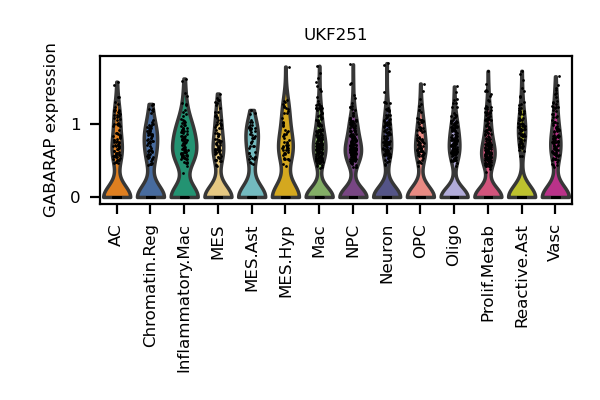 UKF251
GABARAP expression
1
0
AC
Chromatin.Reg
Inflammatory.Mac
MES
MES.Ast
MES.Hyp
Mac
NPC
Neuron
OPC
Oligo
Prolif.Metab
Reactive.Ast
Vasc